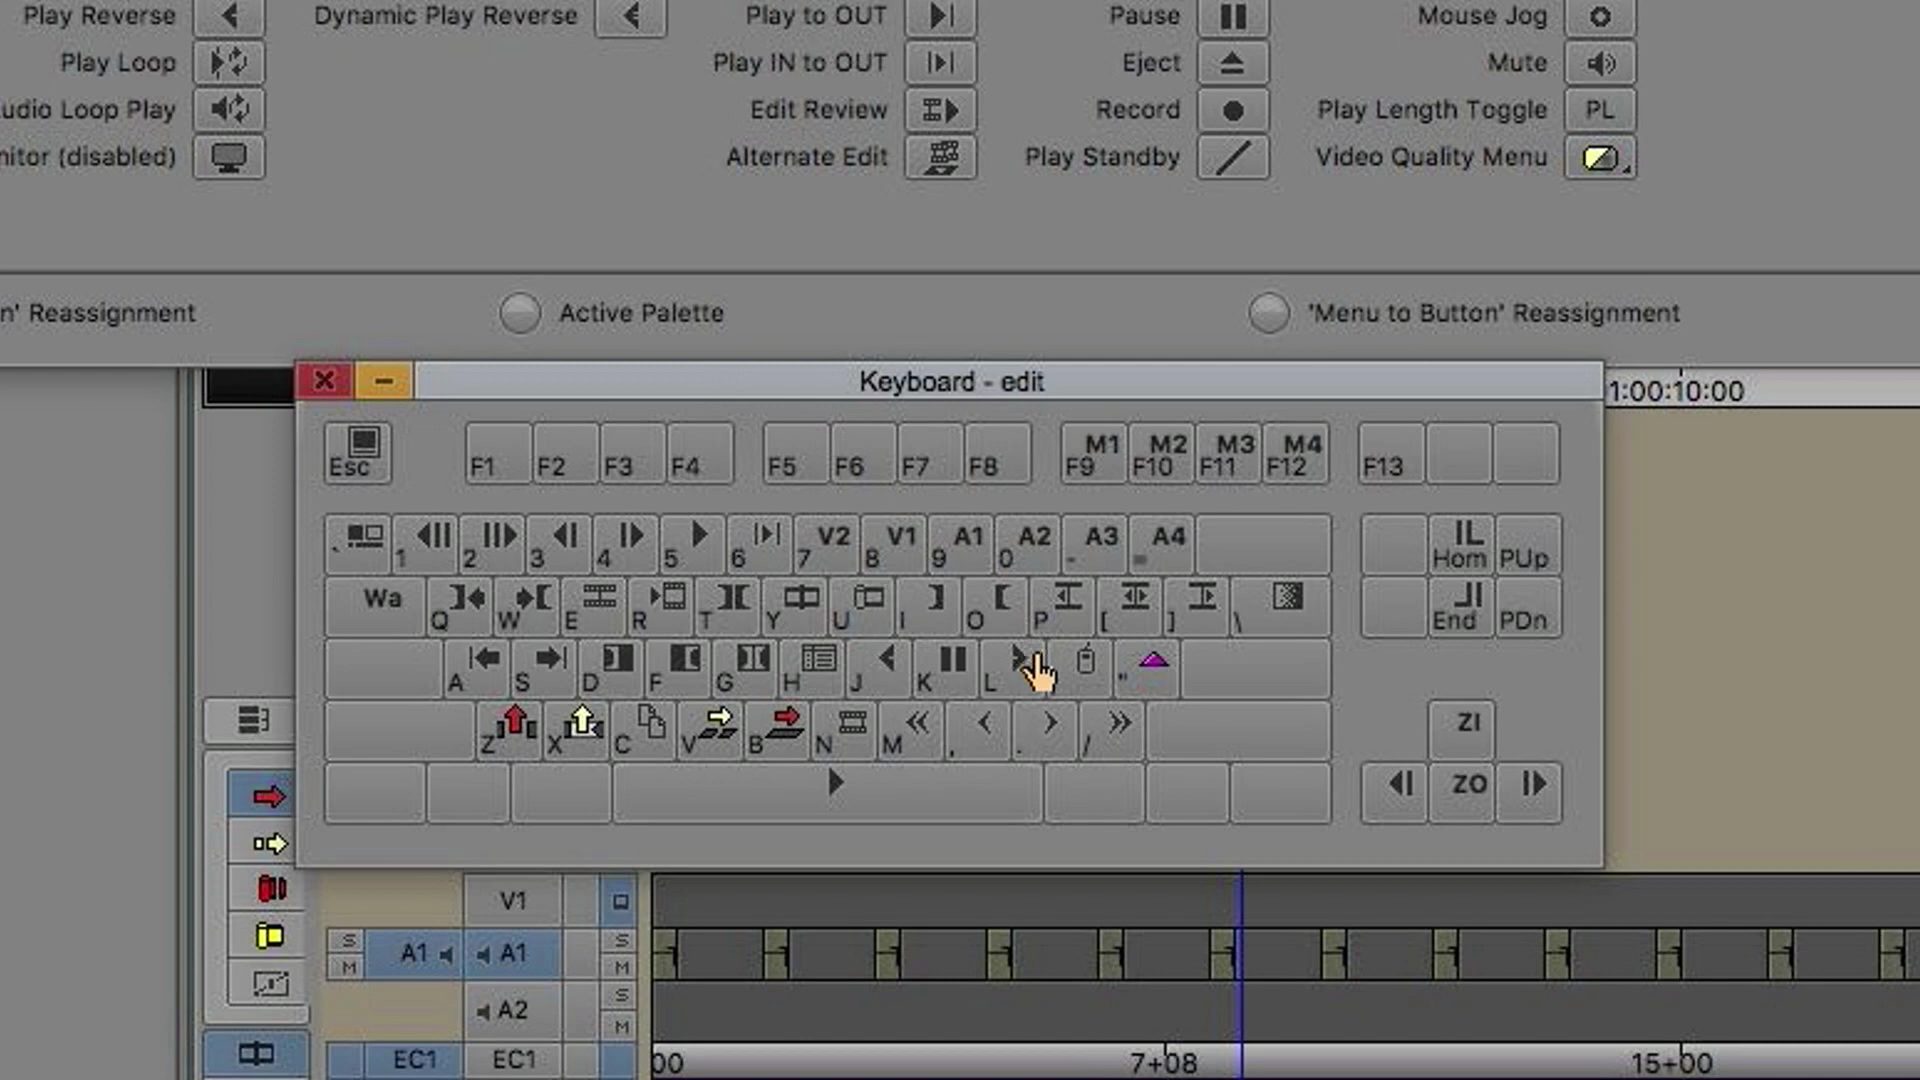 Play Reverse Dynamic Play Reverse Play to OUT Pause Mouse Jog
Play Loop Play IN to OUT Eject Mute
udio Loop Play Edit Review Record Play Length Toggle PL
nitor (disabled) Alternate Edit Play Standby Video Quality Menu
n' Reassignment Active Palette 'Menu to Button' Reassignment
Keyboard - edit
1:00:10:00
M1 M2 M3 M4
Esc F1 F2 F3 F4 F5 F6 F7 F8 F9 F10 F11 F12 F13
V2 V1 A1 A2 A3 A4
` 1 2 3 4 5 6 7 8 9 0 - = Hom PUp
Wa
Q W E R T Y U I O P [ ] \ End PDn
A S D F G H J K L "
ZI
Z X C V B N M , . /
ZO
V1
S A1 A1 S
M M
A2 S
M
EC1 EC1 00 7+08 15+00